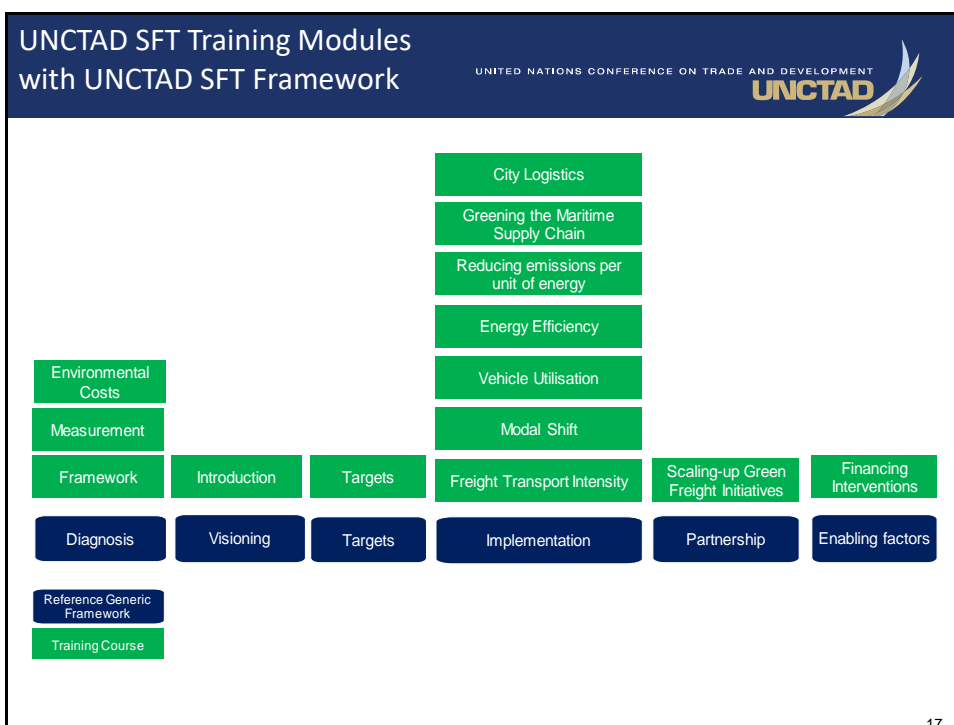 UNCTAD SFT Training Modules
with UNCTAD SFT Framework
UNITED NATIONS CONFERENCE ON TRADE AND DEVELOPMENT
UNCTAD
City Logistics
Greening the Maritime
Supply Chain
Reducing emissions per
unit of energy
Energy Efficiency
Environmental
Costs
Vehicle Utilisation
Measurement
Modal Shift
Framework
Introduction
Targets
Freight Transport Intensity
Scaling-up Green
Freight Initiatives
Financing
Interventions
Diagnosis
Visioning
Targets
Implementation
Partnership
Enabling factors
Reference Generic
Framework
Training Course
17